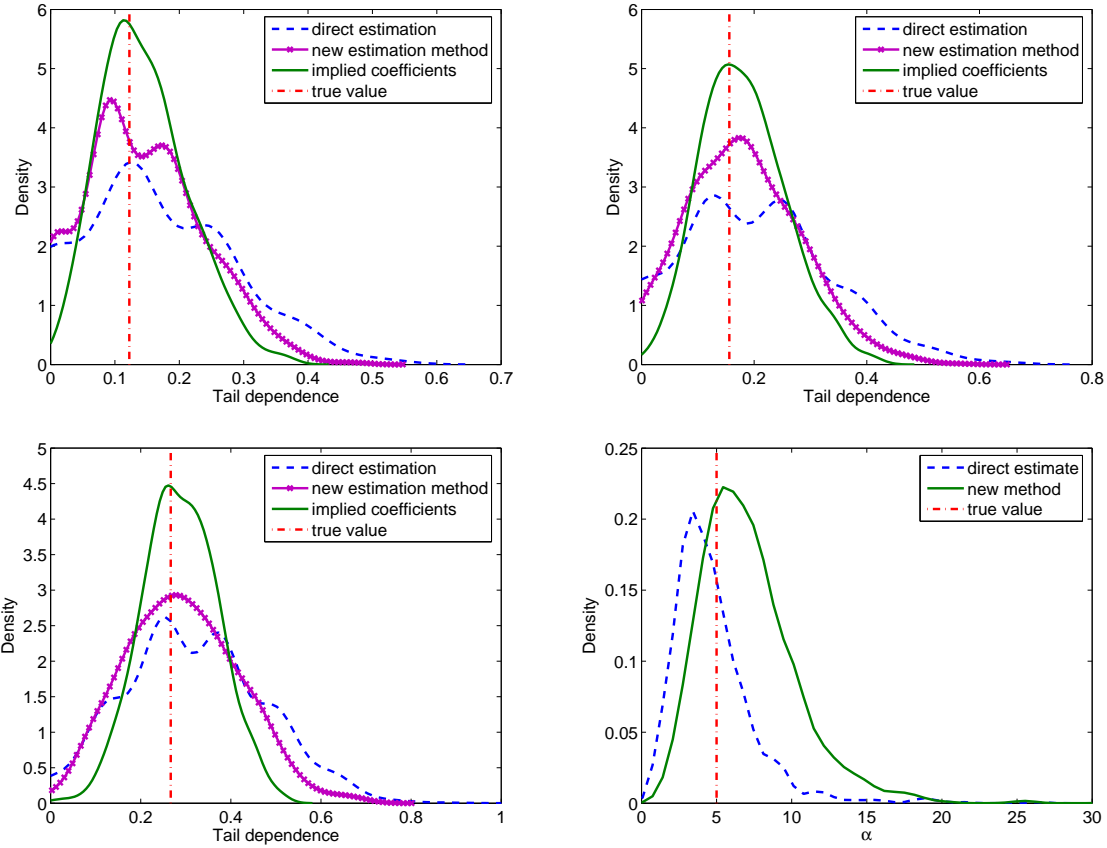 6
5
4
3
2
1
0
Density
0
0.1
0.2
0.3
0.4
0.5
0.6
0.7
Tail dependence
direct estimation
new estimation method
implied coefficients
true value
6
5
4
3
2
1
0
Density
0
0.2
0.4
0.6
0.8
Tail dependence
direct estimation
new estimation method
implied coefficients
true value
5
4.5
4
3.5
3
2.5
2
1.5
1
0.5
0
Density
0
0.2
0.4
0.6
0.8
1
Tail dependence
direct estimation
new estimation method
implied coefficients
true value
0.25
0.2
0.15
0.1
0.05
0
Density
0
5
10
15
20
25
30
α
direct estimate
new method
true value